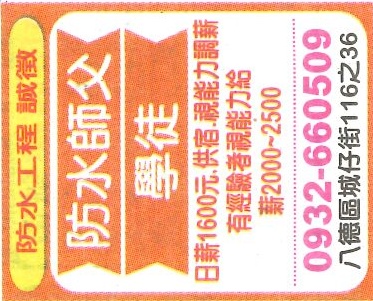 防水工程 誠徵
防水師父
學徒
日薪1600元.供宿.視能力調薪
有經驗者視能力給
薪2000~2500
0932-660509
八德區城仔街116之36